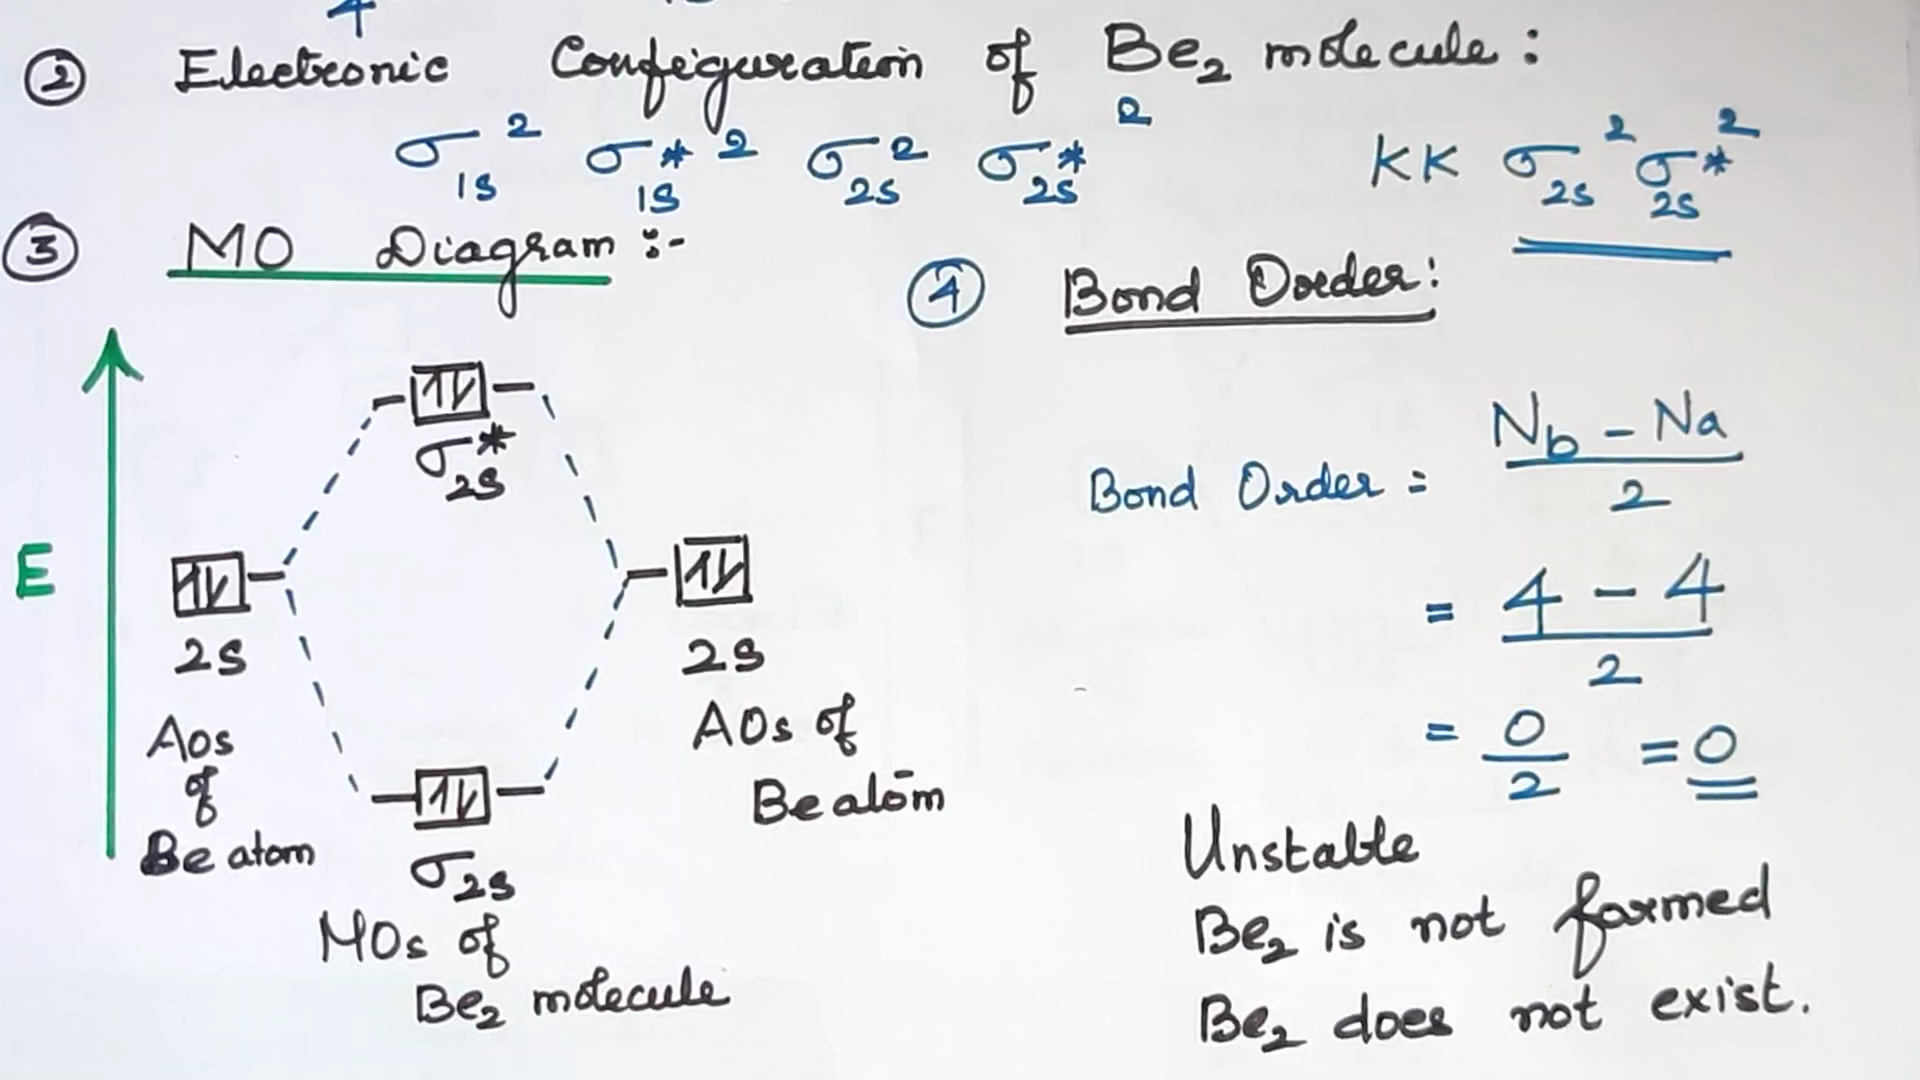 ② Electronic Configuration of Be₂ molecule :
σ1s² σ*1s² σ2s² σ*2s²
KK σ2s² σ*2s²
③ MO Diagram :-
E
σ*2s
2s
2s
AOs of Be atom
AOs of
Be atom
σ2s
MOs of
Be₂ molecule
④ Bond Order:
Bond Order = Nb - Na / 2
= 4 - 4 / 2
= 0 / 2 = 0
Unstable
Be₂ is not formed
Be₂ does not exist.